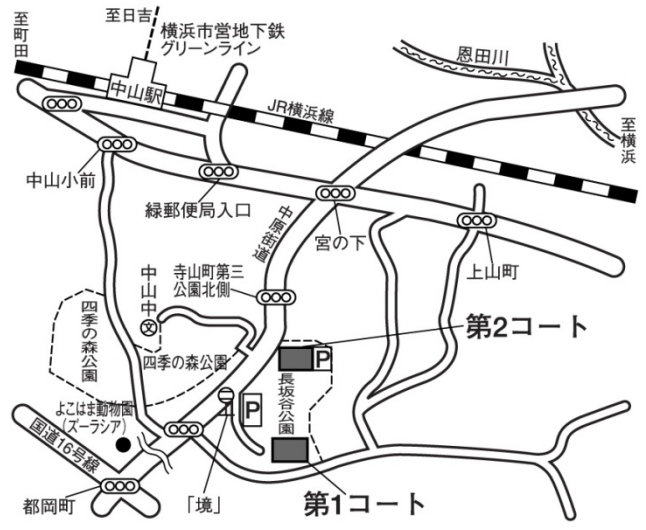 至日吉
至町田
横浜市営地下鉄
グリーンライン
恩田川
中山駅
JR横浜線
至横浜
中山小前
緑郵便局入口
中原街道
宮の下
上山町
中山中
寺山町第三
公園北側
文
四季の森公園
四季の森公園
第2コート
P
長坂谷公園
P
よこはま動物園
(ズーラシア)
国道16号線
都岡町
「境」
第1コート